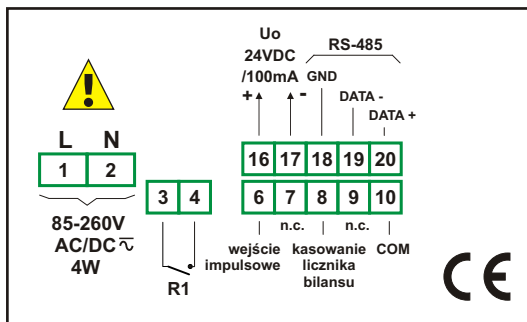 Uo
24VDC
/100mA
+ -
RS-485
GND
DATA -
DATA +
L N
1 2
16 17 18 19 20
3 4
6 7 8 9 10
n.c. n.c.
85-260V
AC/DC
4W
R1
wejście
impulsowe
kasowanie
licznika
bilansu
COM
CE